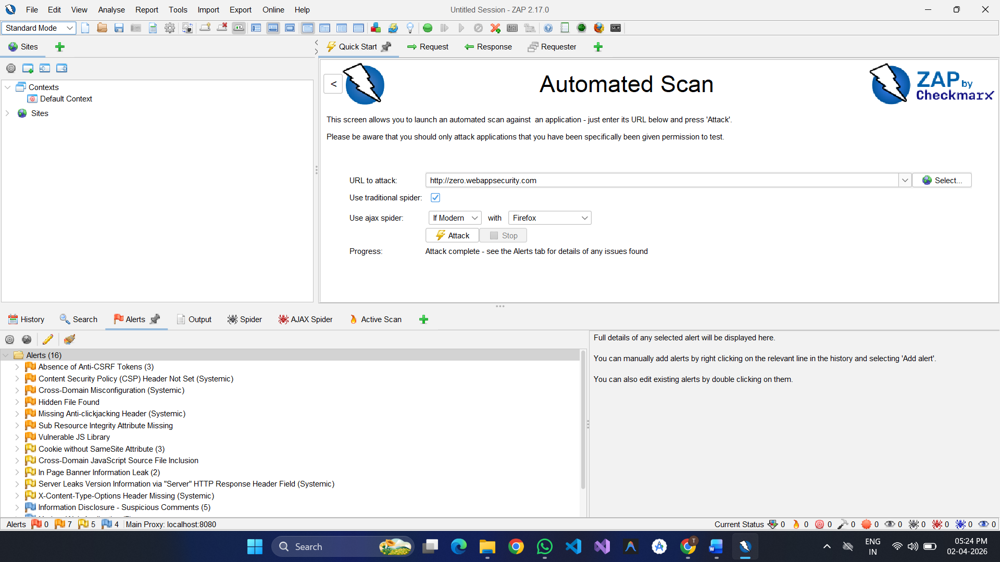 File Edit View Analyse Report Tools Import Export Online Help
Untitled Session - ZAP 2.17.0
Standard Mode
Sites
Quick Start Request Response Requester
Contexts
Default Context
Sites
<
Automated Scan
ZAP by
Checkmarx
This screen allows you to launch an automated scan against an application - just enter its URL below and press 'Attack'.
Please be aware that you should only attack applications that you have been specifically been given permission to test.
URL to attack: http://zero.webappsecurity.com Select...
Use traditional spider:
Use ajax spider: If Modern with Firefox
Attack Stop
Progress: Attack complete - see the Alerts tab for details of any issues found
History Search Alerts Output Spider AJAX Spider Active Scan
Alerts (16)
Absence of Anti-CSRF Tokens (3)
Content Security Policy (CSP) Header Not Set (Systemic)
Cross-Domain Misconfiguration (Systemic)
Hidden File Found
Missing Anti-clickjacking Header (Systemic)
Sub Resource Integrity Attribute Missing
Vulnerable JS Library
Cookie without SameSite Attribute (3)
Cross-Domain JavaScript Source File Inclusion
In Page Banner Information Leak (2)
Server Leaks Version Information via "Server" HTTP Response Header Field (Systemic)
X-Content-Type-Options Header Missing (Systemic)
Information Disclosure - Suspicious Comments (5)
Full details of any selected alert will be displayed here.
You can manually add alerts by right clicking on the relevant line in the history and selecting 'Add alert'.
You can also edit existing alerts by double clicking on them.
Alerts 0 7 5 4 Main Proxy: localhost:8080
Current Status 0 0 0 0 0 0 0 0 0 0
Search
T
ENG
IN
05:24 PM
02-04-2026